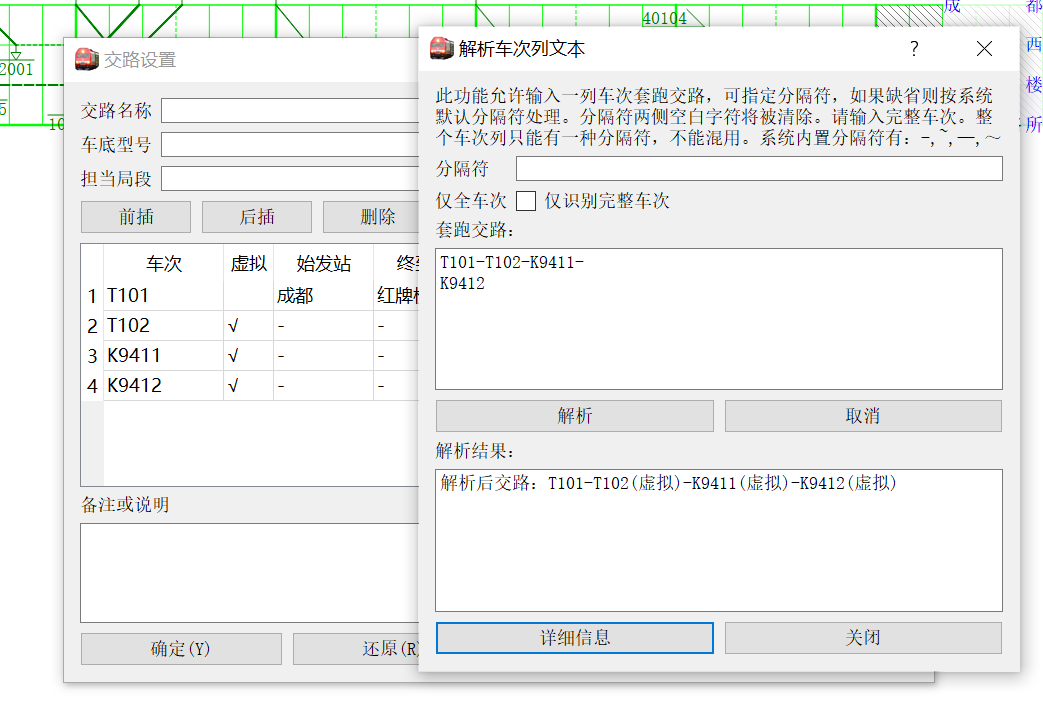 40104
成 都
西
楼
所
2001
5
10
交路设置
交路名称
车底型号
担当局段
前插
后插
删除
车次 虚拟 始发站
1 T101 成都 红牌
2 T102 √ - -
3 K9411 √ - -
4 K9412 √ - -
备注或说明
确定(Y)
还原(R
解析车次列文本
?
此功能允许输入一列车次套跑交路，可指定分隔符，如果缺省则按系统
默认分隔符处理。分隔符两侧空白字符将被清除。请输入完整车次。整
个车次列只能有一种分隔符，不能混用。系统内置分隔符有：-,~,—,～
分隔符
仅全车次 仅识别完整车次
套跑交路：
T101-T102-K9411-
K9412
解析
取消
解析结果：
解析后交路：T101-T102(虚拟)-K9411(虚拟)-K9412(虚拟)
详细信息
关闭